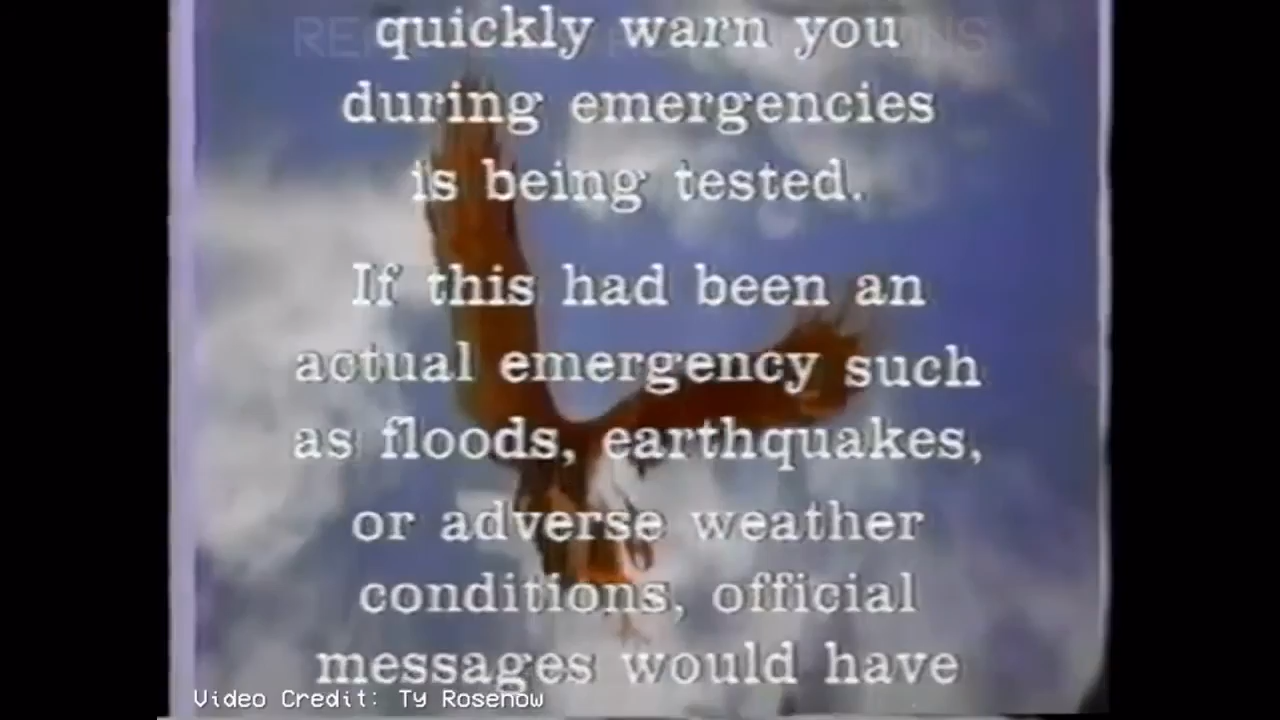 quickly warn you
during emergencies
is being tested.
If this had been an
actual emergency such
as floods, earthquakes,
or adverse weather
conditions, official
messages would have
Video Credit: Ty Rosenow